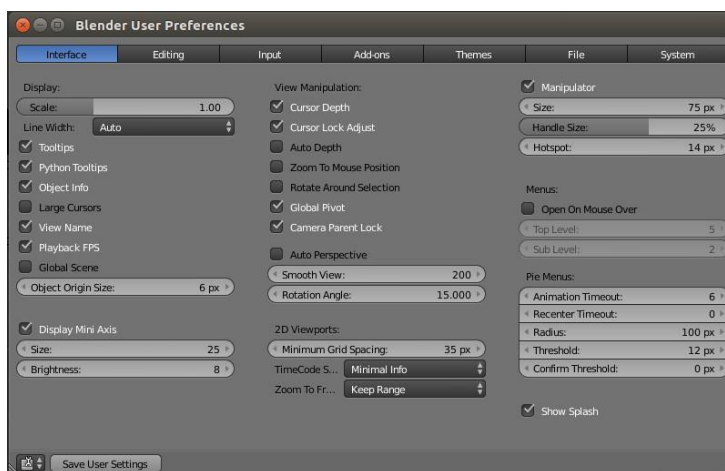 Blender User Preferences
Interface Editing Input Add-ons Themes File System
Display:
Scale: 1.00
Line Width: Auto
Tooltips
Python Tooltips
Object Info
Large Cursors
View Name
Playback FPS
Global Scene
Object Origin Size: 6 px
Display Mini Axis
Size: 25
Brightness: 8
View Manipulation:
Cursor Depth
Cursor Lock Adjust
Auto Depth
Zoom To Mouse Position
Rotate Around Selection
Global Pivot
Camera Parent Lock
Auto Perspective
Smooth View: 200
Rotation Angle: 15.000
2D Viewports:
Minimum Grid Spacing: 35 px
TimeCode S... Minimal Info
Zoom To Fr... Keep Range
Manipulator
Size: 75 px
Handle Size: 25%
Hotspot: 14 px
Menus:
Open On Mouse Over
Top Level: 5
Sub Level: 2
Pie Menus:
Animation Timeout: 6
Recenter Timeout: 0
Radius: 100 px
Threshold: 12 px
Confirm Threshold: 0 px
Show Splash
Save User Settings